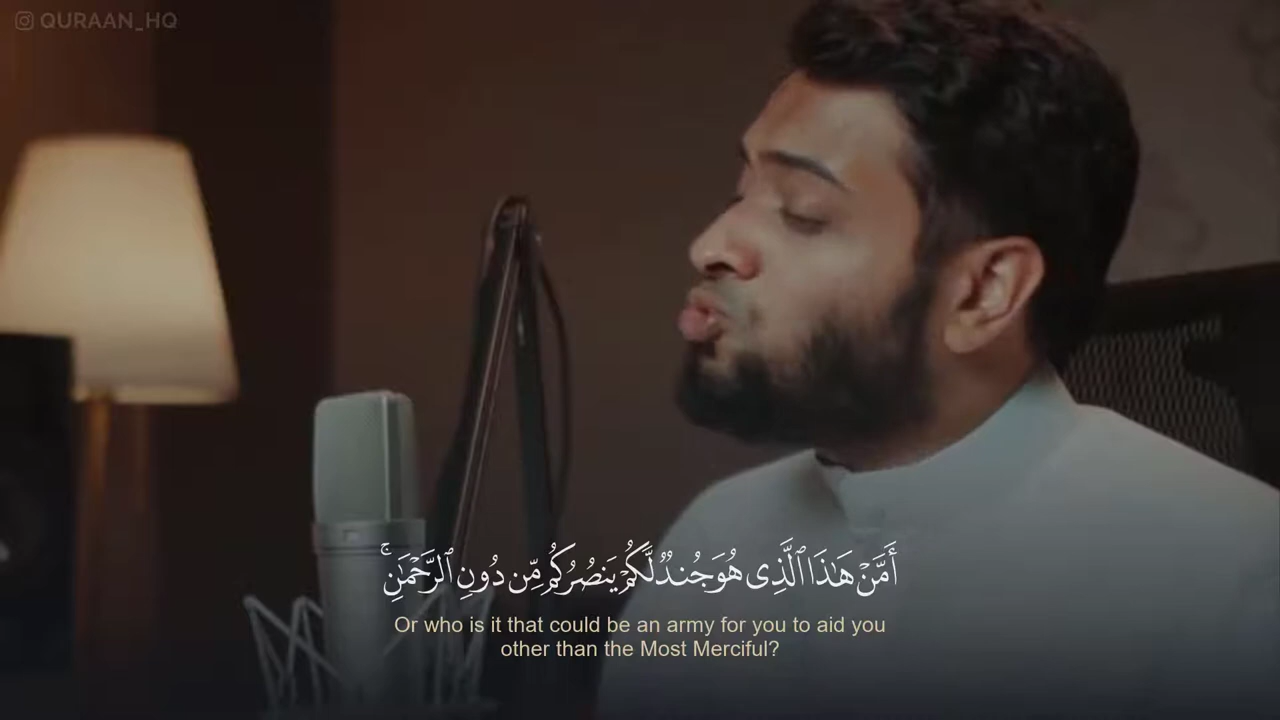 QURAAN_HQ
أَمَّنْ هَٰذَا ٱلَّذِى هُوَ جُندٌ لَّكُمْ يَنصُرُكُم مِّن دُونِ ٱلرَّحْمَٰنِ ۚ
Or who is it that could be an army for you to aid you
other than the Most Merciful?